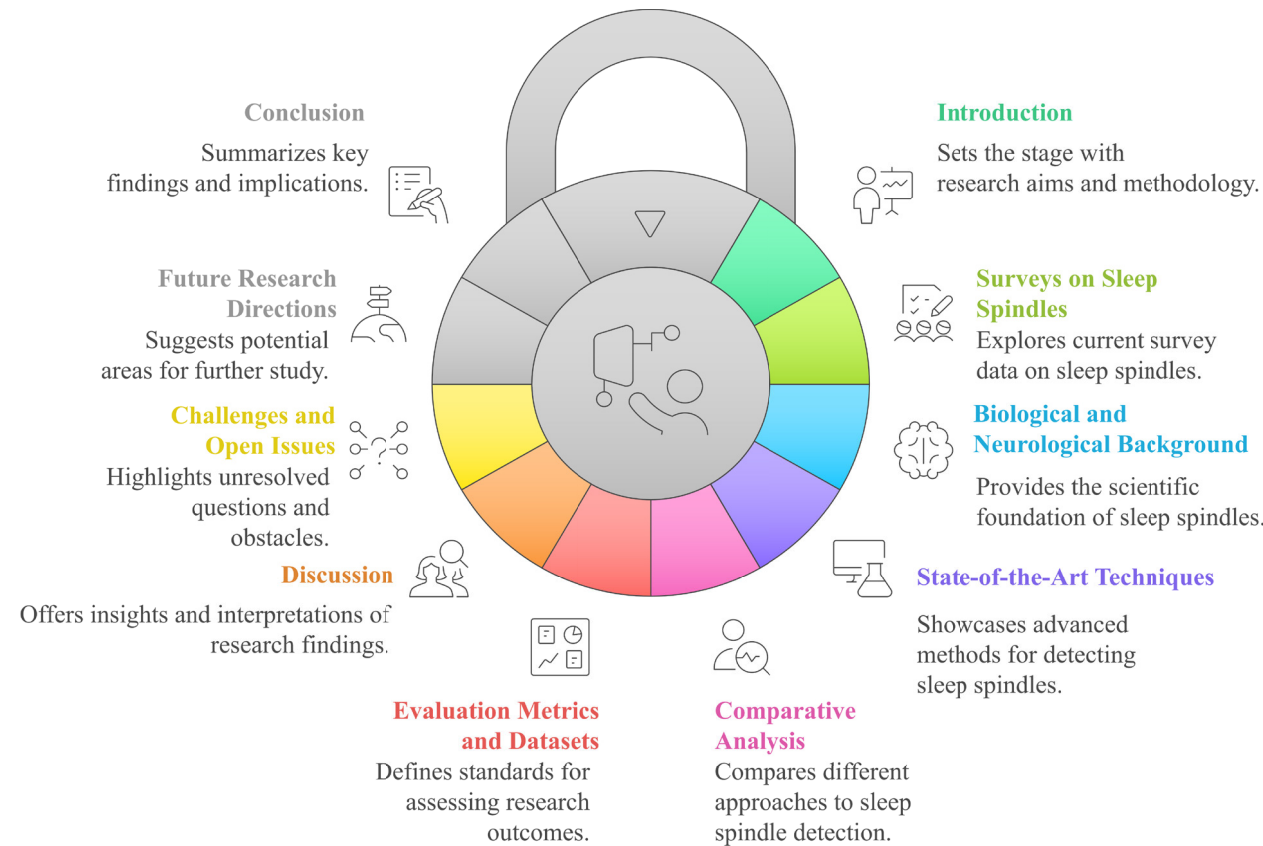 Introduction
Sets the stage with
research aims and methodology.
Surveys on Sleep
Spindles
Explores current survey
data on sleep spindles.
Biological and
Neurological Background
Provides the scientific
foundation of sleep spindles.
State-of-the-Art Techniques
Showcases advanced
methods for detecting
sleep spindles.
Comparative
Analysis
Compares different
approaches to sleep
spindle detection.
Evaluation Metrics
and Datasets
Defines standards for
assessing research
outcomes.
Discussion
Offers insights and interpretations of
research findings.
Challenges and
Open Issues
Highlights unresolved
questions and
obstacles.
Future Research
Directions
Suggests potential
areas for further study.
Conclusion
Summarizes key
findings and implications.